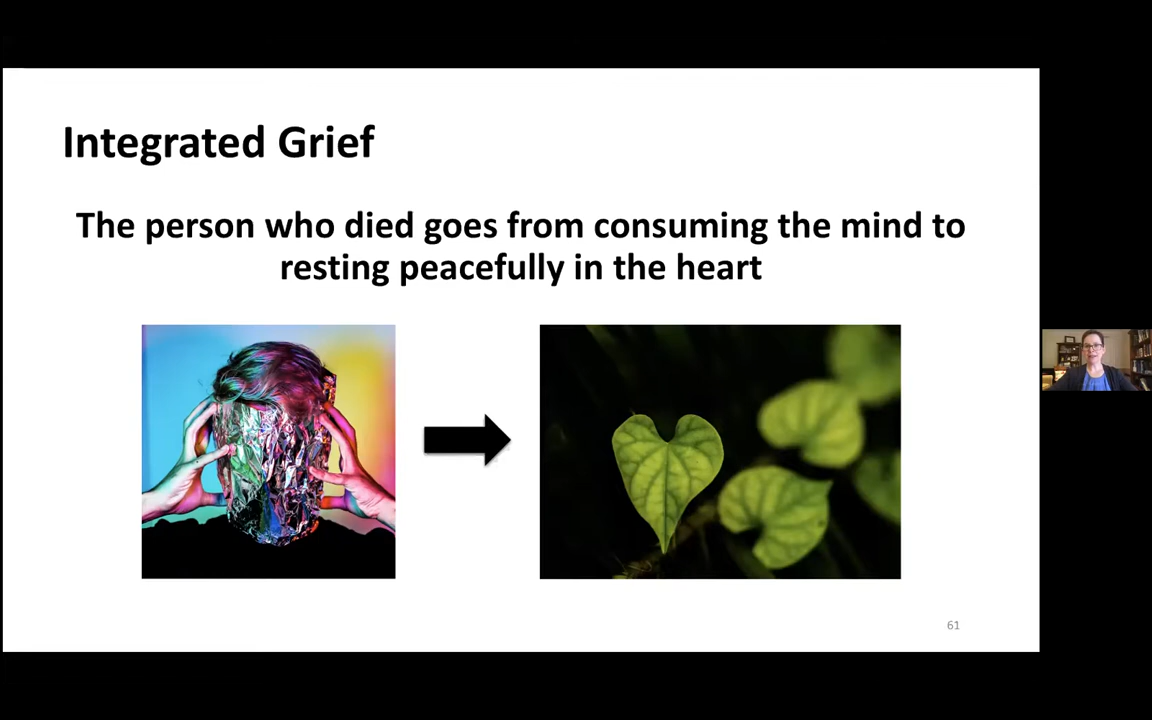 Integrated Grief
The person who died goes from consuming the mind to
resting peacefully in the heart
61